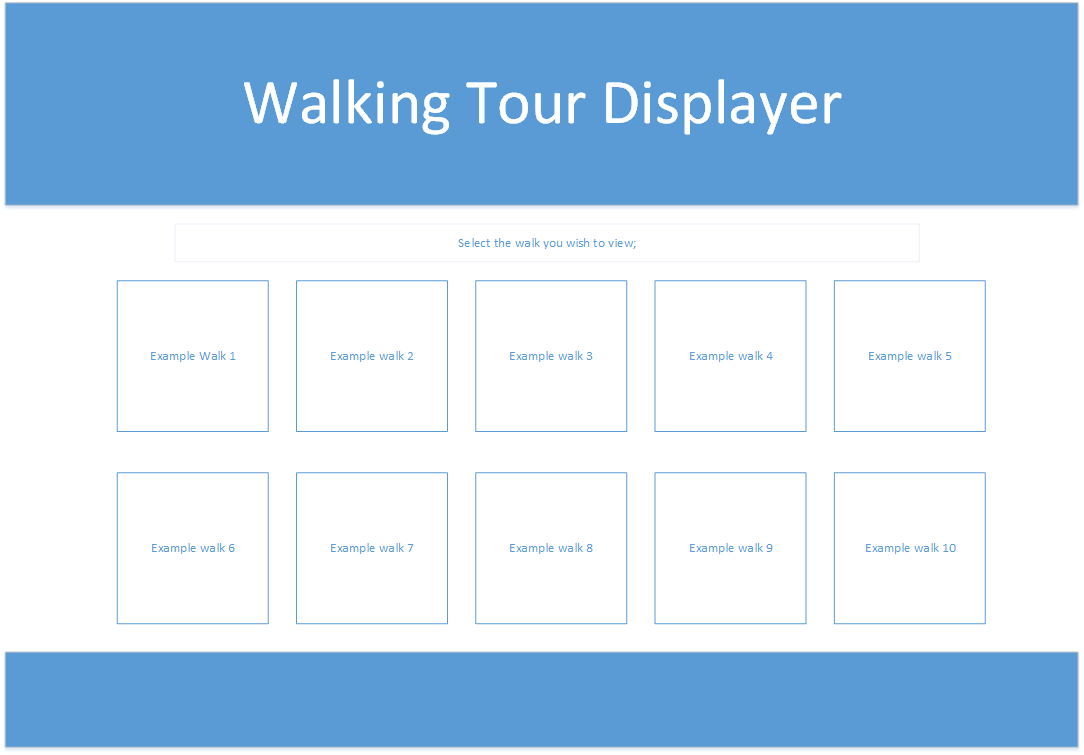 Walking Tour Displayer
Select the walk you wish to view;
Example Walk 1
Example walk 2
Example walk 3
Example walk 4
Example walk 5
Example walk 6
Example walk 7
Example walk 8
Example walk 9
Example walk 10